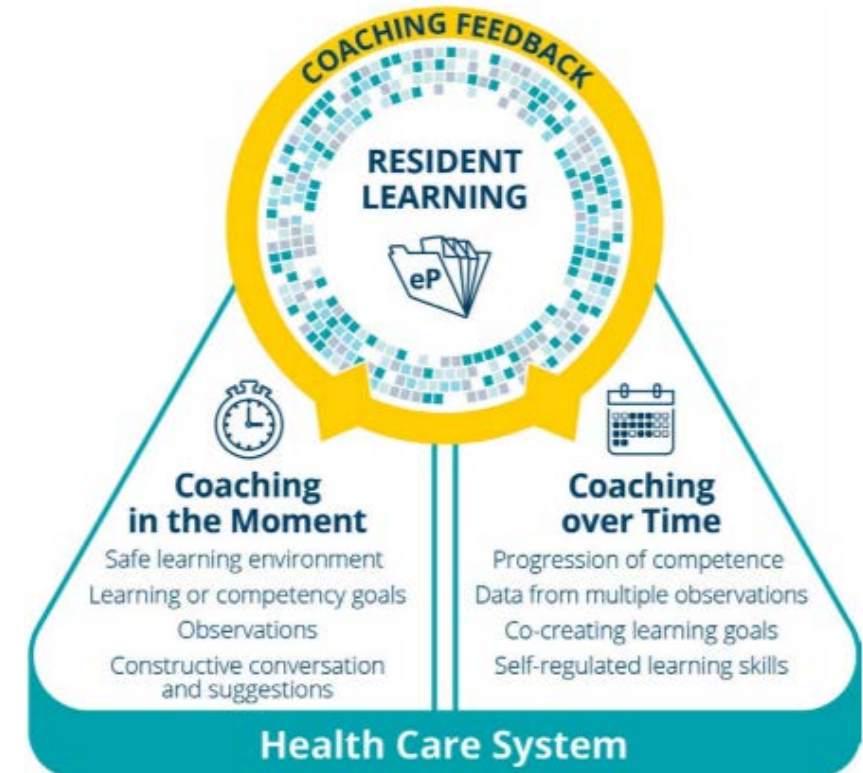 COACHING FEEDBACK
RESIDENT
LEARNING
eP
Coaching
in the Moment
Safe learning environment
Learning or competency goals
Observations
Constructive conversation
and suggestions
Coaching
over Time
Progression of competence
Data from multiple observations
Co-creating learning goals
Self-regulated learning skills
Health Care System